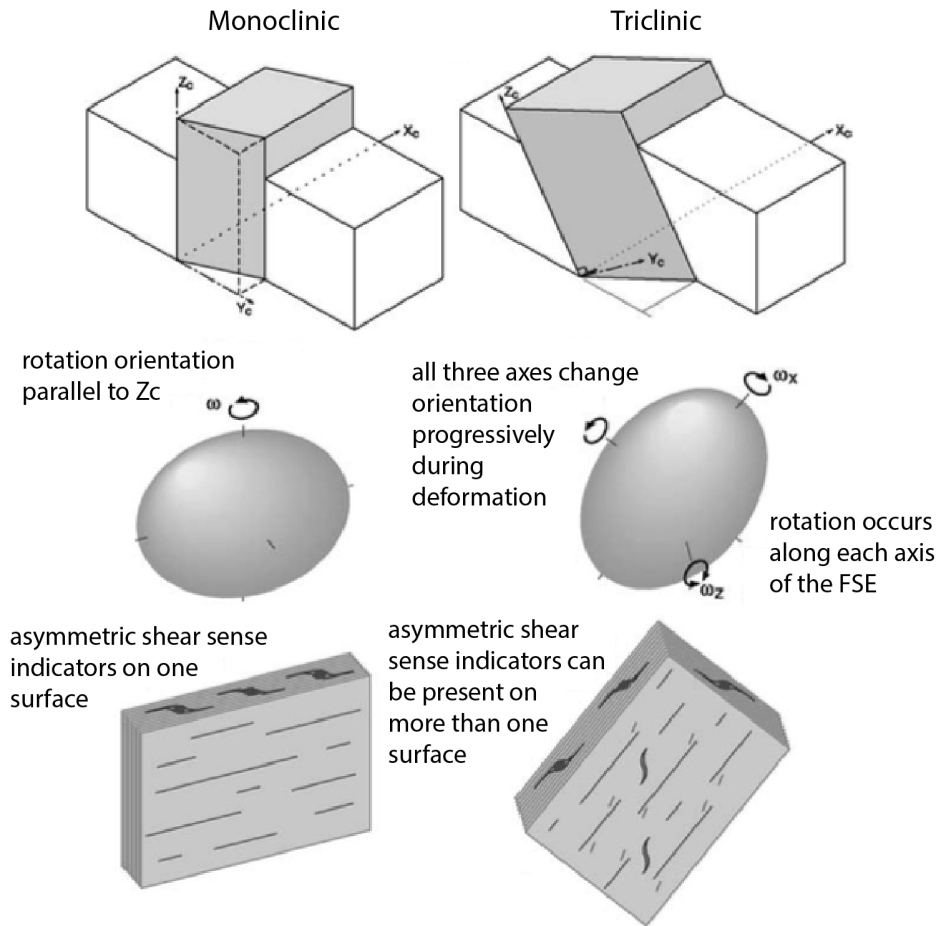 Monoclinic
Triclinic
Zc
Xc
Yc
Zc
Xc
Yc
rotation orientation
parallel to Zc
ω
all three axes change
orientation
progressively
during
deformation
ωx
ωz
rotation occurs
along each axis
of the FSE
asymmetric shear sense
indicators on one
surface
asymmetric shear
sense indicators can
be present on
more than one
surface